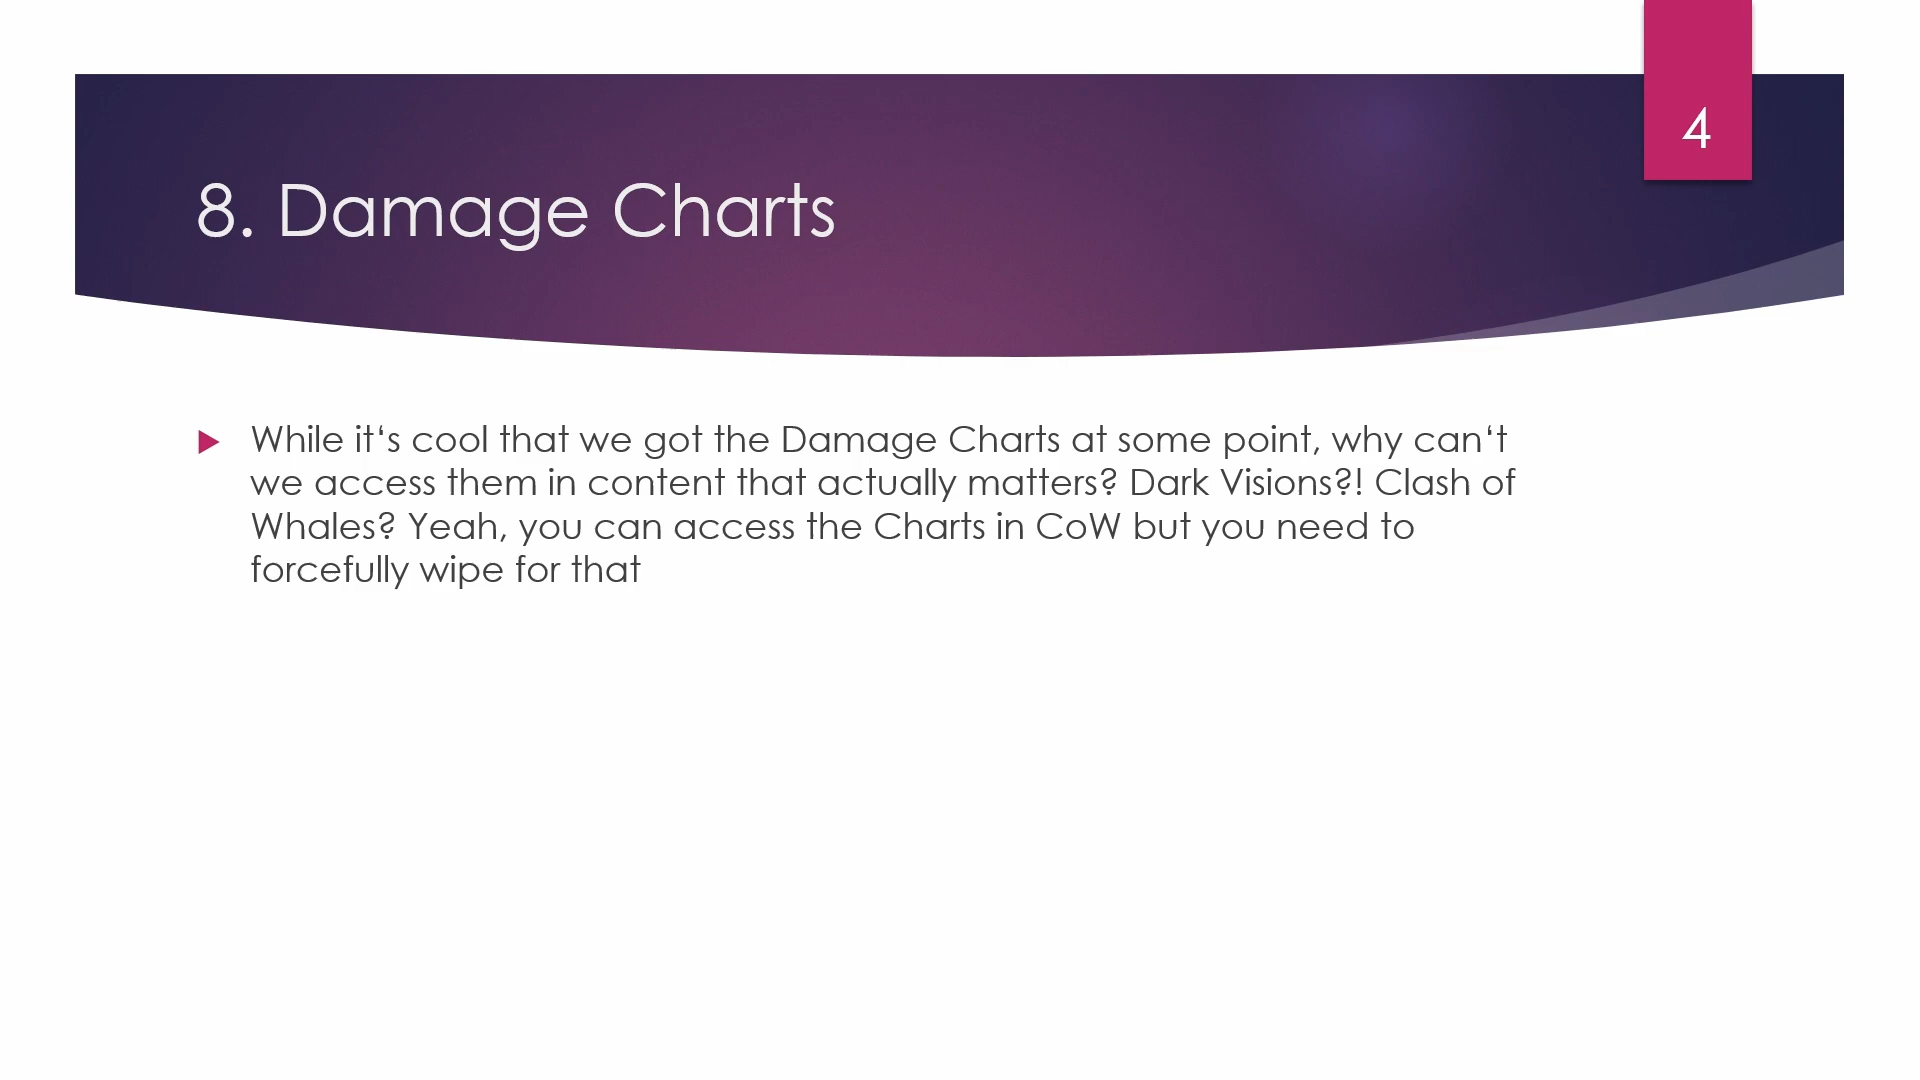 4
8. Damage Charts
While it‘s cool that we got the Damage Charts at some point, why can‘t
we access them in content that actually matters? Dark Visions?! Clash of
Whales? Yeah, you can access the Charts in CoW but you need to
forcefully wipe for that